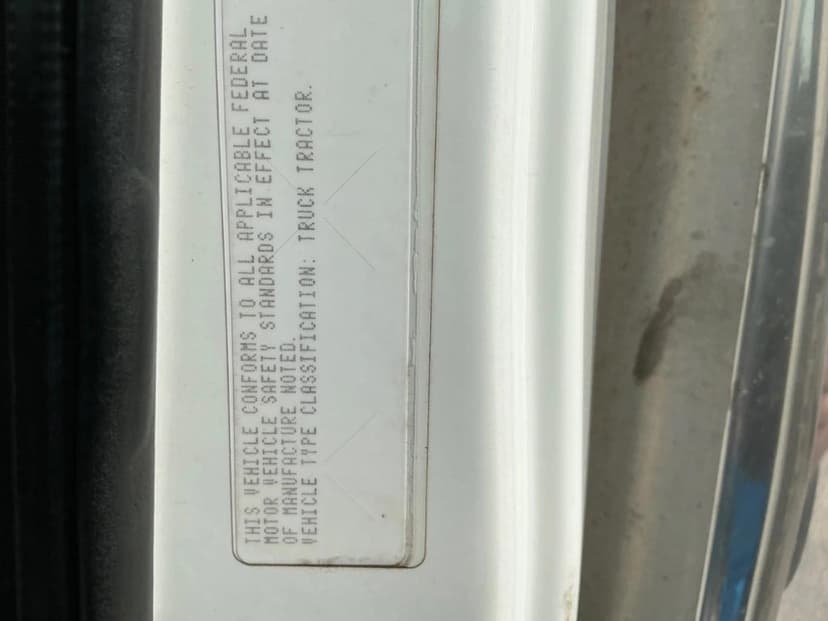 THIS VEHICLE CONFORMS TO ALL APPLICABLE FEDERAL
MOTOR VEHICLE SAFETY STANDARDS IN EFFECT AT DATE
OF MANUFACTURE NOTED.
VEHICLE TYPE CLASSIFICATION: TRUCK TRACTOR.